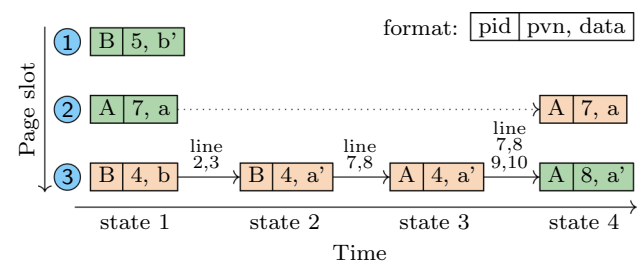 format: pid pvn, data
Page slot
1 B 5, b’
2 A 7, a A 7, a
line
7,8
9,10
line
2,3
line
7,8
3 B 4, b B 4, a’ A 4, a’ A 8, a’
state 1 state 2 state 3 state 4
Time